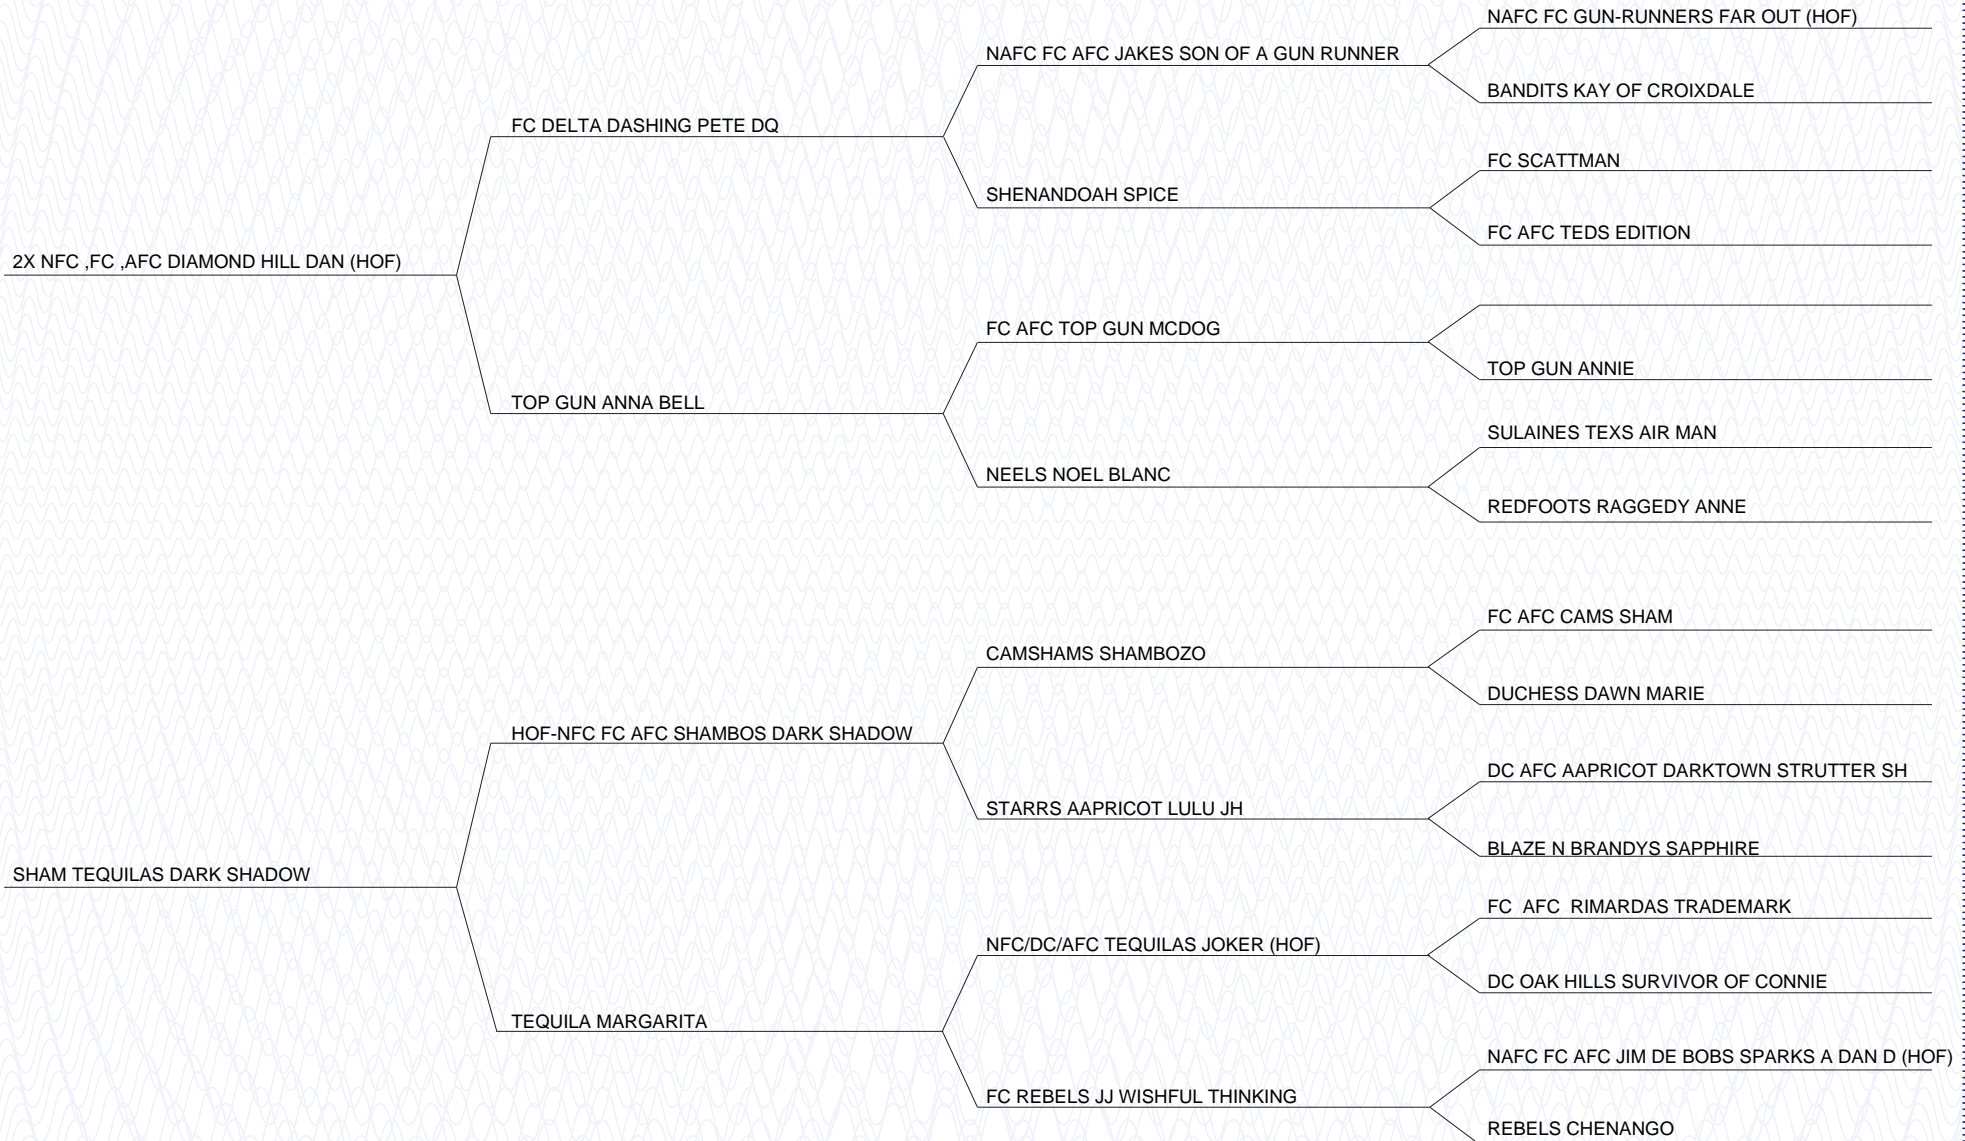 NAFC FC GUN-RUNNERS FAR OUT (HOF)
NAFC FC AFC JAKES SON OF A GUN RUNNER
BANDITS KAY OF CROIXDALE
FC DELTA DASHING PETE DQ
FC SCATTMAN
SHENANDOAH SPICE
FC AFC TEDS EDITION
2X NFC ,FC ,AFC DIAMOND HILL DAN (HOF)
FC AFC TOP GUN MCDOG
TOP GUN ANNIE
TOP GUN ANNA BELL
SULAINES TEXS AIR MAN
NEELS NOEL BLANC
REDFOOTS RAGGEDY ANNE
FC AFC CAMS SHAM
CAMSHAMS SHAMBOZO
DUCHESS DAWN MARIE
HOF-NFC FC AFC SHAMBOS DARK SHADOW
DC AFC AAPRICOT DARKTOWN STRUTTER SH
STARRS AAPRICOT LULU JH
BLAZE N BRANDYS SAPPHIRE
SHAM TEQUILAS DARK SHADOW
FC  AFC  RIMARDAS TRADEMARK
NFC/DC/AFC TEQUILAS JOKER (HOF)
DC OAK HILLS SURVIVOR OF CONNIE
TEQUILA MARGARITA
NAFC FC AFC JIM DE BOBS SPARKS A DAN D (HOF)
FC REBELS JJ WISHFUL THINKING
REBELS CHENANGO